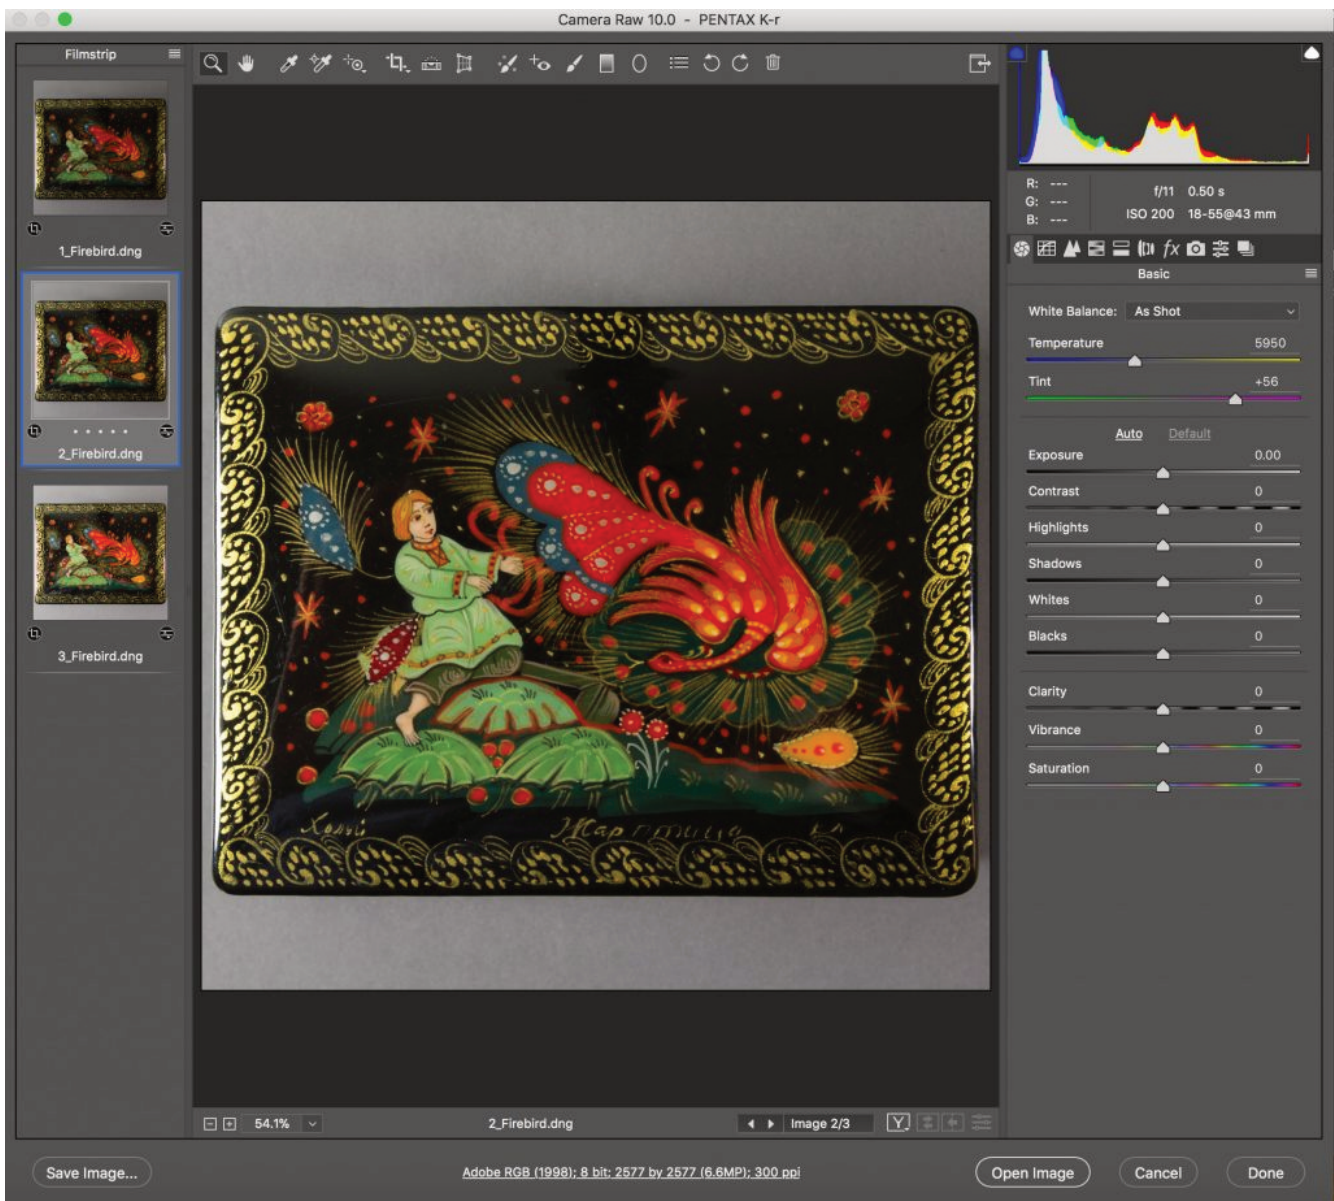 Camera Raw 10.0 - PENTAX K-r
Filmstrip
1_Firebird.dng
2_Firebird.dng
3_Firebird.dng
Жар птица
54.1%
2_Firebird.dng
Image 2/3
Y
R: ---
G: ---
B: ---
f/11 0.50 s
ISO 200 18-55@43 mm
fx
Basic
White Balance: As Shot
Temperature 5950
Tint +56
Auto Default
Exposure 0.00
Contrast 0
Highlights 0
Shadows 0
Whites 0
Blacks 0
Clarity 0
Vibrance 0
Saturation 0
Save Image...
Adobe RGB (1998); 8 bit; 2577 by 2577 (6.6MP); 300 ppi
Open Image
Cancel
Done